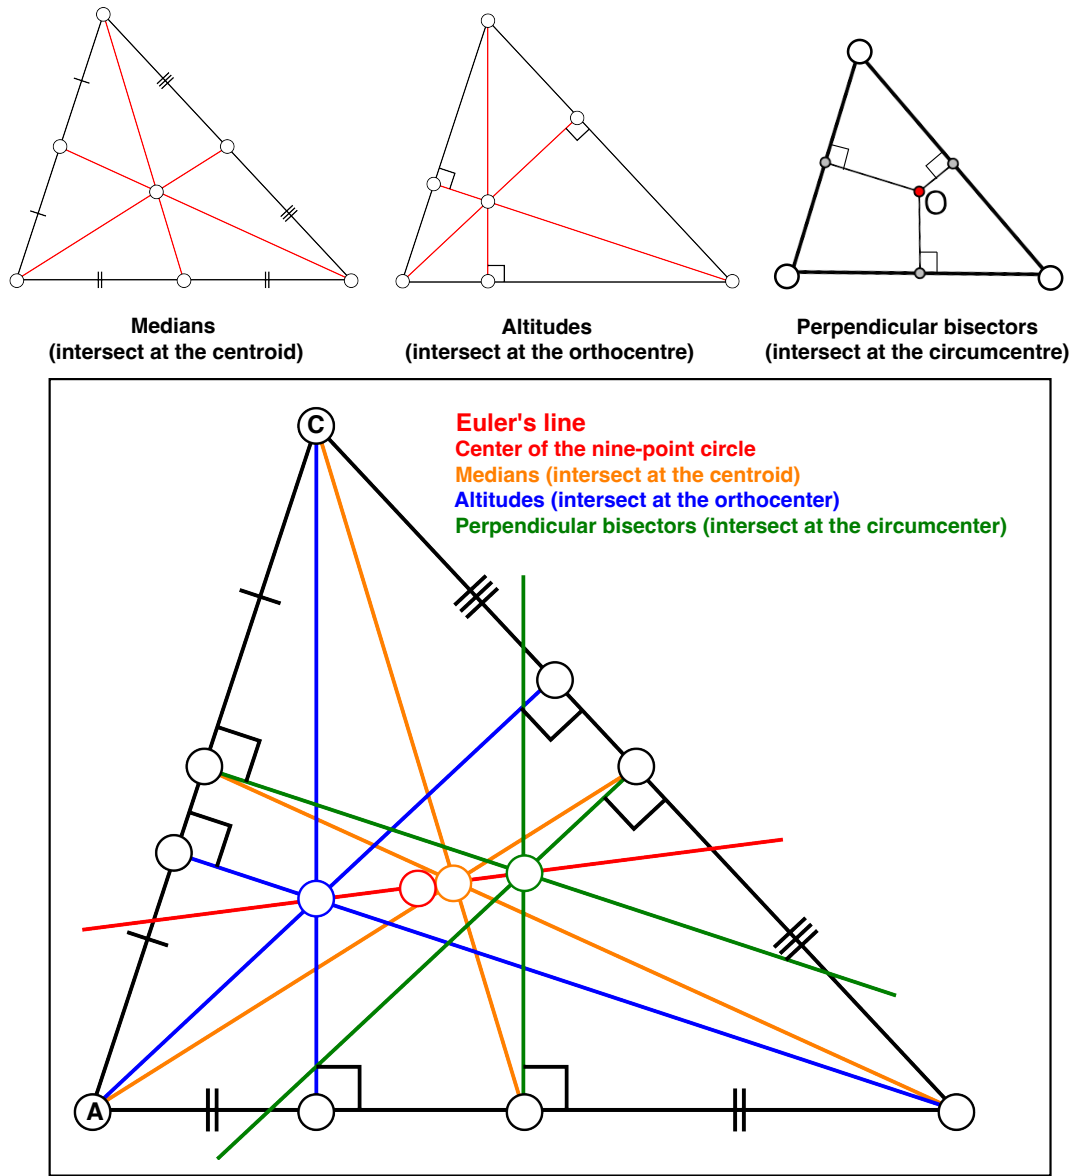 O
Medians
(intersect at the centroid)
Altitudes
(intersect at the orthocentre)
Perpendicular bisectors
(intersect at the circumcentre)
C
Euler's line
Center of the nine-point circle
Medians (intersect at the centroid)
Altitudes (intersect at the orthocenter)
Perpendicular bisectors (intersect at the circumcenter)
A